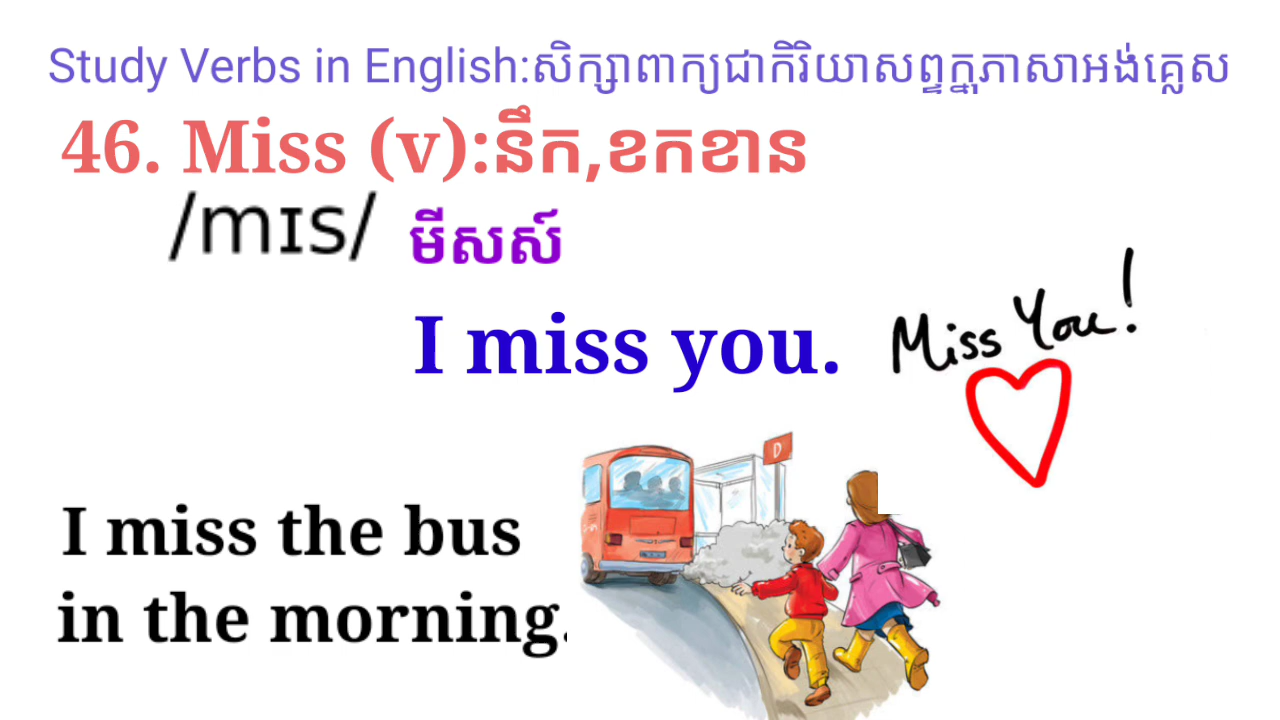 Study Verbs in English:សិក្សាពាក្យជាកិរិយាសព្ទក្នុភាសាអង់គ្លេស
46. Miss (v):នឹក,ខកខាន
/mɪs/ មីសស៍
I miss you.
Miss You!
D
I miss the bus
in the morning.